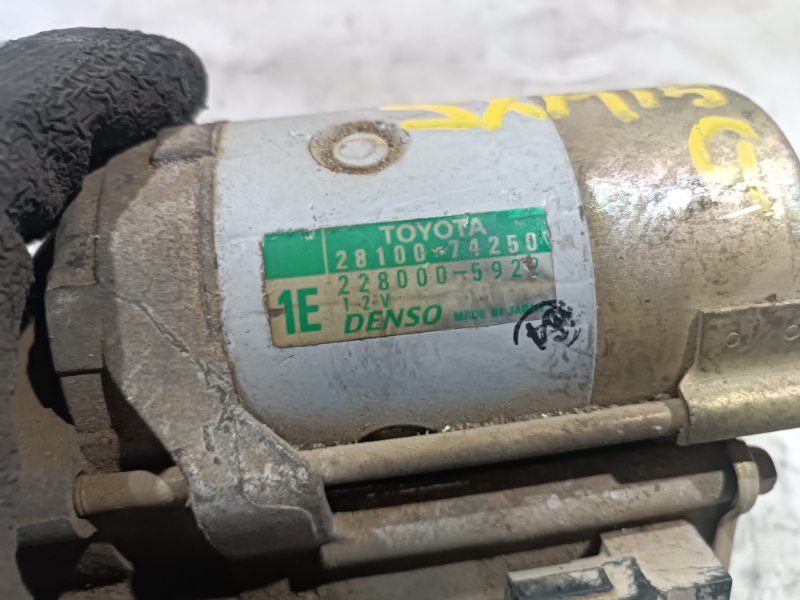 TOYOTA
28100-74250
228000-5922
12V
1E
DENSO MADE IN JAPAN